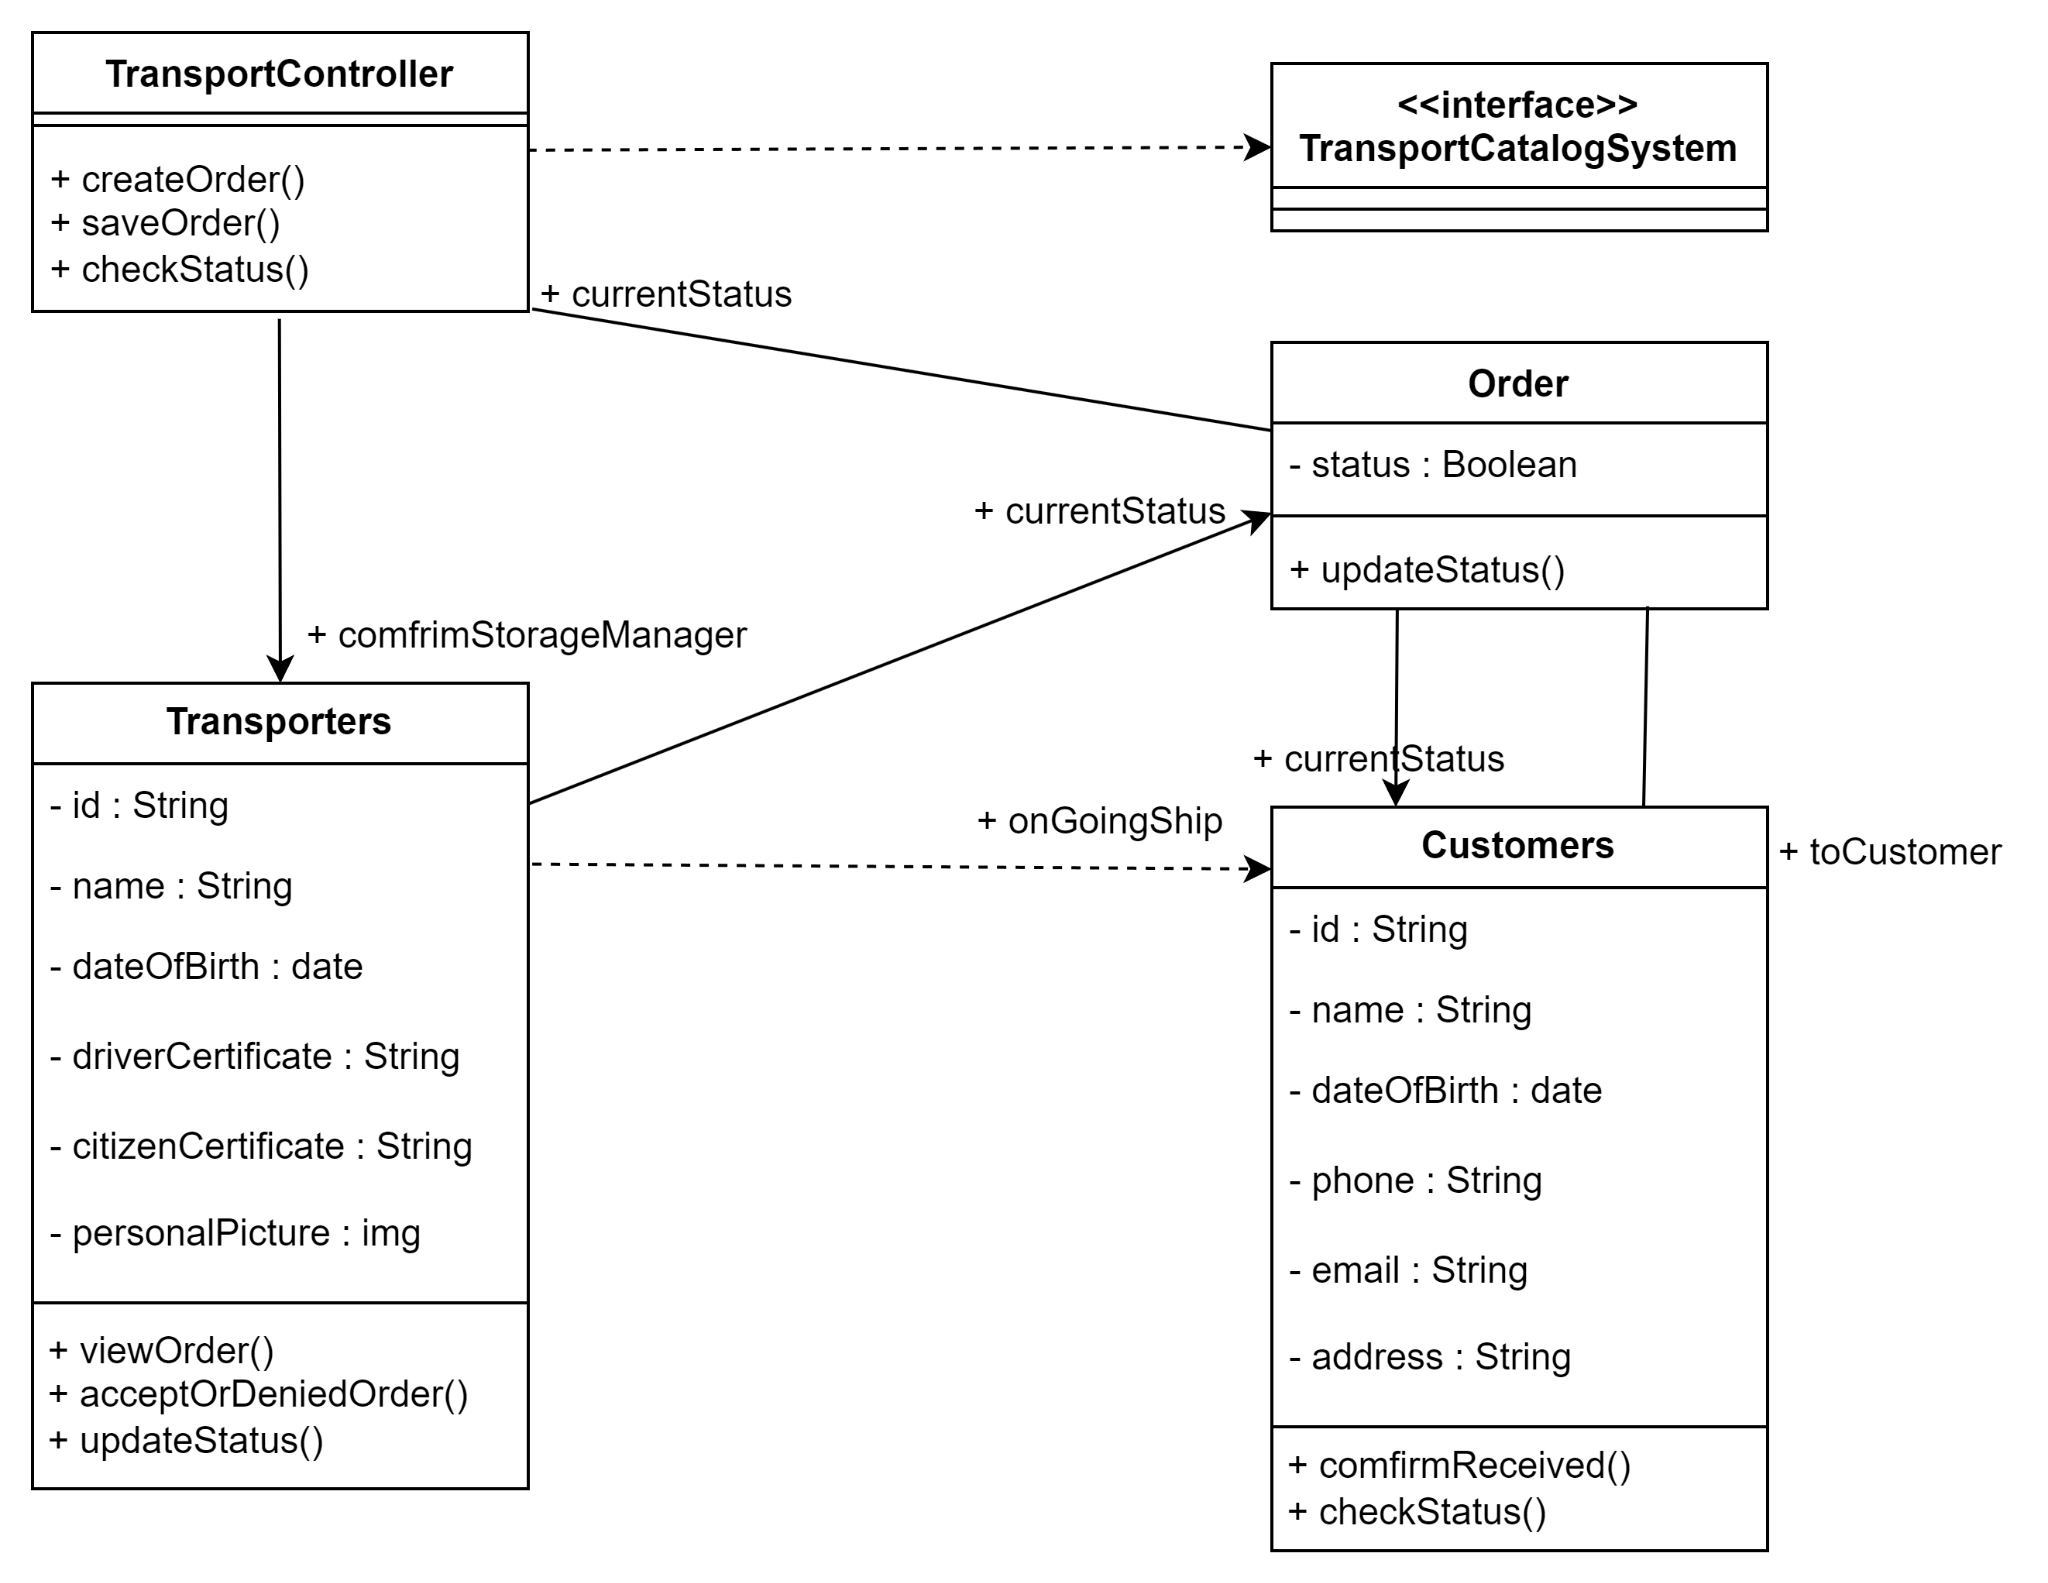 TransportController
+ createOrder()
+ saveOrder()
+ checkStatus()
<<interface>>
TransportCatalogSystem
+ currentStatus
Order
- status : Boolean
+ updateStatus()
+ currentStatus
+ comfrimStorageManager
Transporters
- id : String
- name : String
- dateOfBirth : date
- driverCertificate : String
- citizenCertificate : String
- personalPicture : img
+ viewOrder()
+ acceptOrDeniedOrder()
+ updateStatus()
+ currentStatus
+ onGoingShip
Customers
+ toCustomer
- id : String
- name : String
- dateOfBirth : date
- phone : String
- email : String
- address : String
+ comfirmReceived()
+ checkStatus()